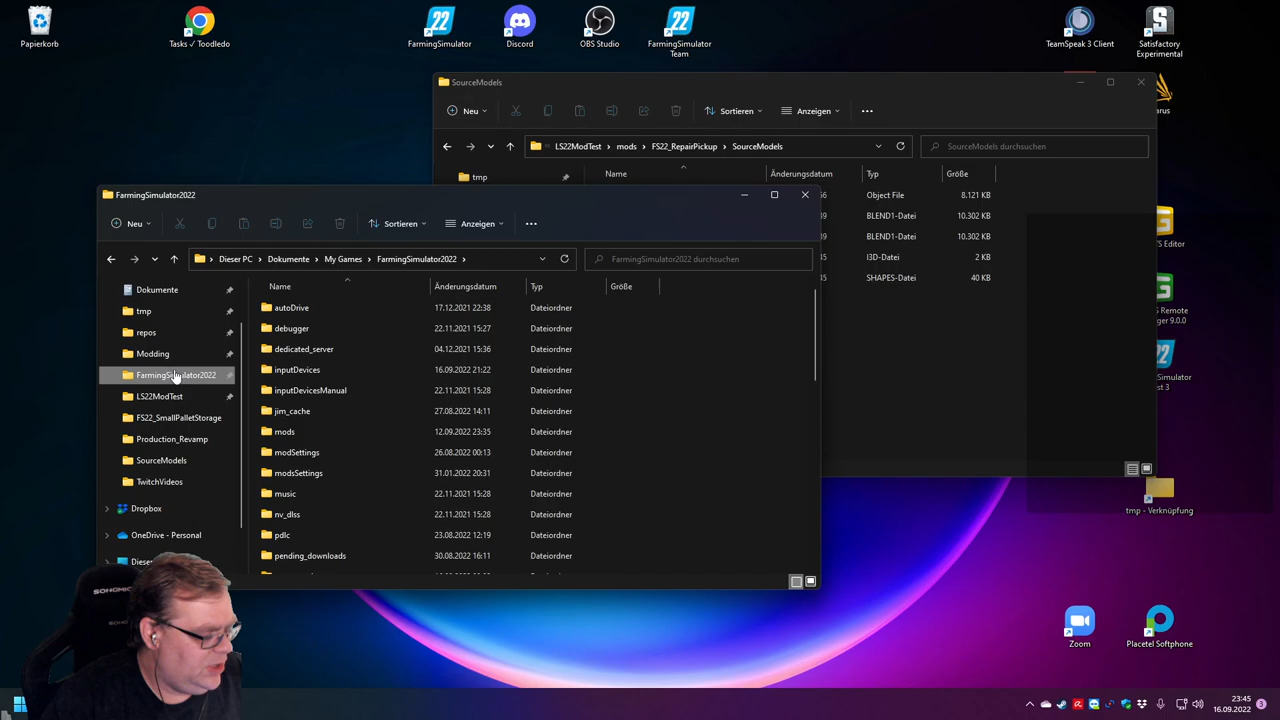 Papierkorb
Tasks ✓ Toodledo
FarmingSimulator
Discord
OBS Studio
FarmingSimulator
Team
TeamSpeak 3 Client
Satisfactory
Experimental
SourceModels
Neu
Sortieren
Anzeigen
LS22ModTest > mods > FS22_RepairPickup > SourceModels
SourceModels durchsuchen
tmp
Name
Änderungsdatum
Typ
Größe
Object File
8.121 KB
BLEND1-Datei
10.302 KB
BLEND1-Datei
10.302 KB
I3D-Datei
2 KB
SHAPES-Datei
40 KB
FarmingSimulator2022
Neu
Sortieren
Anzeigen
Dieser PC > Dokumente > My Games > FarmingSimulator2022 >
FarmingSimulator2022 durchsuchen
Dokumente
tmp
repos
Modding
FarmingSimulator2022
LS22ModTest
FS22_SmallPalletStorage
Production_Revamp
SourceModels
TwitchVideos
Dropbox
OneDrive - Personal
Name Änderungsdatum Typ Größe
autoDrive 17.12.2021 22:38 Dateiordner
debugger 22.11.2021 15:27 Dateiordner
dedicated_server 04.12.2021 15:36 Dateiordner
inputDevices 16.09.2022 21:22 Dateiordner
inputDevicesManual 22.11.2021 15:28 Dateiordner
jim_cache 27.08.2022 14:11 Dateiordner
mods 12.09.2022 23:35 Dateiordner
modSettings 26.08.2022 00:13 Dateiordner
modsSettings 31.01.2022 20:31 Dateiordner
music 22.11.2021 15:28 Dateiordner
nv_dlss 22.11.2021 15:28 Dateiordner
pdlc 23.08.2022 12:19 Dateiordner
pending_downloads 30.08.2022 16:11 Dateiordner
tmp - Verknüpfung
Zoom
Placetel Softphone
SONGMICS
23:45
16.09.2022
3